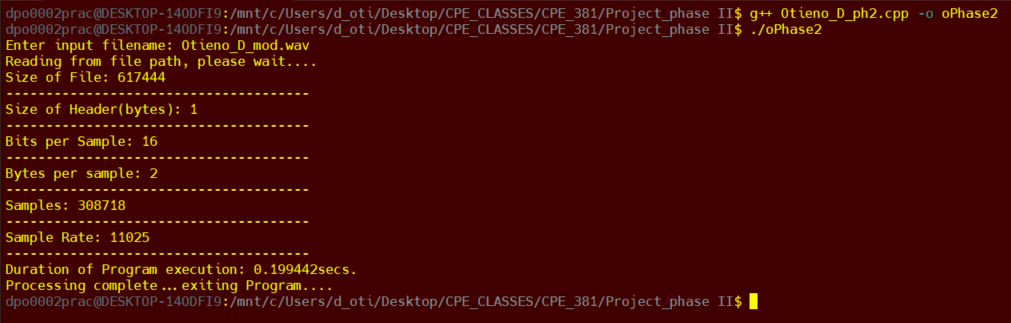 dpo0002prac@DESKTOP-14ODFI9:/mnt/c/Users/d_oti/Desktop/CPE_CLASSES/CPE_381/Project_phase II$ g++ Otieno_D_ph2.cpp -o oPhase2
dpo0002prac@DESKTOP-14ODFI9:/mnt/c/Users/d_oti/Desktop/CPE_CLASSES/CPE_381/Project_phase II$ ./oPhase2
Enter input filename: Otieno_D_mod.wav
Reading from file path, please wait....
Size of File: 617444
--------------------------------------
Size of Header(bytes): 1
--------------------------------------
Bits per Sample: 16
--------------------------------------
Bytes per sample: 2
--------------------------------------
Samples: 308718
--------------------------------------
Sample Rate: 11025
--------------------------------------
Duration of Program execution: 0.199442secs.
Processing complete...exiting Program....
dpo0002prac@DESKTOP-14ODFI9:/mnt/c/Users/d_oti/Desktop/CPE_CLASSES/CPE_381/Project_phase II$